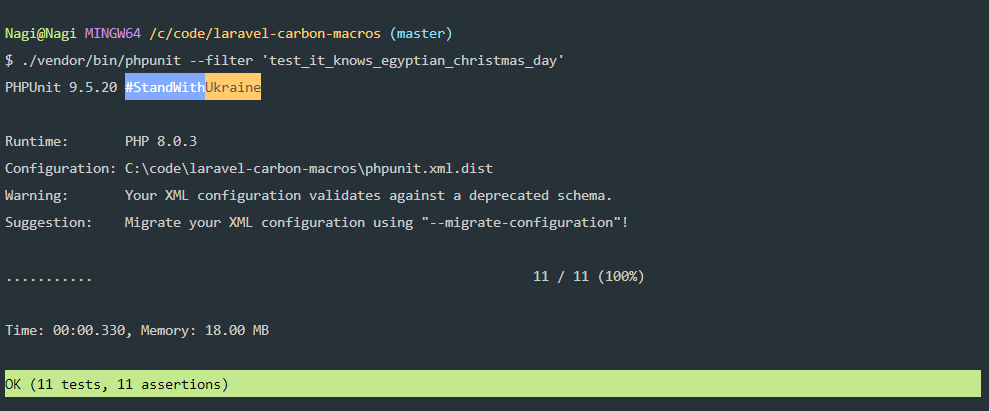 Nagi@Nagi MINGW64 /c/code/laravel-carbon-macros (master)
$ ./vendor/bin/phpunit --filter 'test_it_knows_egyptian_christmas_day'
PHPUnit 9.5.20 #StandWithUkraine
Runtime:       PHP 8.0.3
Configuration: C:\code\laravel-carbon-macros\phpunit.xml.dist
Warning:       Your XML configuration validates against a deprecated schema.
Suggestion:    Migrate your XML configuration using "--migrate-configuration"!
...........                                                       11 / 11 (100%)
Time: 00:00.330, Memory: 18.00 MB
OK (11 tests, 11 assertions)